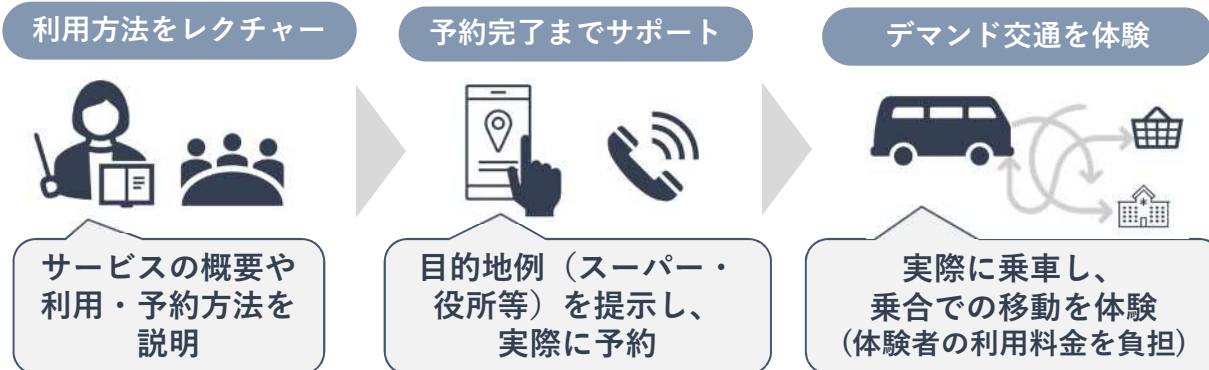 利用方法をレクチャー
予約完了までサポート
デマンド交通を体験
サービスの概要や
利用・予約方法を
説明
目的地例（スーパー・
役所等）を提示し、
実際に予約
実際に乗車し、
乗合での移動を体験
(体験者の利用料金を負担)